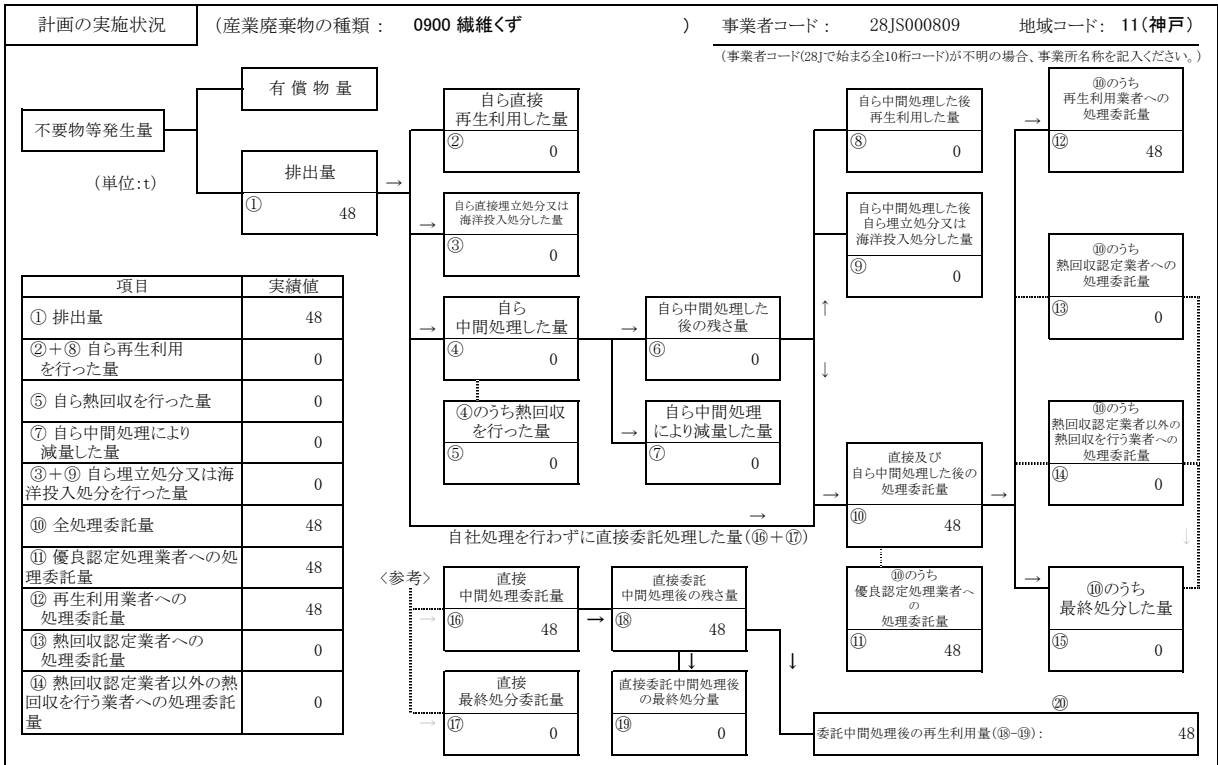 計画の実施状況
(産業廃棄物の種類： 0900 繊維くず )
事業者コード： 28JS000809
地域コード： 11(神戸)
(事業者コード(28Jで始まる全10桁コード)が不明の場合、事業所名称を記入ください。)
不要物等発生量
(単位:t)
有償物量
排出量
① 48
→
自ら直接
再生利用した量
② 0
→
自ら直接埋立処分又は
海洋投入処分した量
③ 0
→
自ら
中間処理した量
④ 0
④のうち熱回収
を行った量
⑤ 0
→
自ら中間処理した
後の残さ量
⑥ 0
→
自ら中間処理
により減量した量
⑦ 0
自ら中間処理した後
再生利用した量
⑧ 0
自ら中間処理した後
自ら埋立処分又は
海洋投入処分した量
⑨ 0
↑
↓
→
直接及び
自ら中間処理した後の
処理委託量
⑩ 48
→
⑩のうち
優良認定処理業者へ
の
処理委託量
⑪ 48
→
⑩のうち
再生利用業者への
処理委託量
⑫ 48
⑩のうち
熱回収認定業者への
処理委託量
⑬ 0
⑩のうち
熱回収認定業者以外の
熱回収を行う業者への
処理委託量
⑭ 0
↓
→
⑩のうち
最終処分した量
⑮ 0
→
自社処理を行わずに直接委託処理した量(⑯+⑰)
〈参考〉
→
直接
中間処理委託量
⑯ 48
→
直接
最終処分委託量
⑰ 0
→
直接委託
中間処理後の残さ量
⑱ 48
↓
直接委託中間処理後
の最終処分量
⑲ 0
↓
⑳
委託中間処理後の再生利用量(⑱-⑲)： 48
項目 実績値
① 排出量 48
②+⑧ 自ら再生利用
を行った量 0
⑤ 自ら熱回収を行った量 0
⑦ 自ら中間処理により
減量した量 0
③+⑨ 自ら埋立処分又は海
洋投入処分を行った量 0
⑩ 全処理委託量 48
⑪ 優良認定処理業者への処
理委託量 48
⑫ 再生利用業者への
処理委託量 48
⑬ 熱回収認定業者への
処理委託量 0
⑭ 熱回収認定業者以外の熱
回収を行う業者への処理委託
量 0